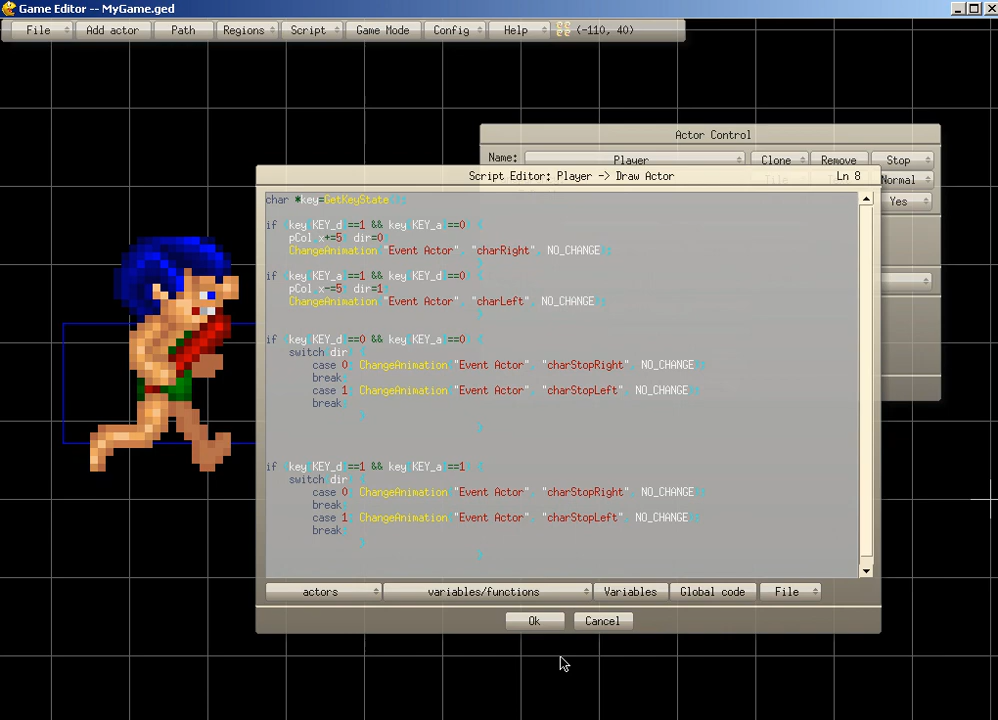 Game Editor -- MyGame.ged
File Add actor Path Regions Script Game Mode Config Help (-110, 40)
Actor Control
Name: Player Clone Remove Stop
Normal
Yes
Script Editor: Player -> Draw Actor Ln 8
char *key=GetKeyState();
if (key[KEY_d]==1 && key[KEY_a]==0) {
pCol.x+=5; dir=0;
ChangeAnimation("Event Actor", "charRight", NO_CHANGE);
}
if (key[KEY_a]==1 && key[KEY_d]==0) {
pCol.x-=5; dir=1;
ChangeAnimation("Event Actor", "charLeft", NO_CHANGE);
}
if (key[KEY_d]==0 && key[KEY_a]==0) {
switch(dir) {
case 0: ChangeAnimation("Event Actor", "charStopRight", NO_CHANGE);
break;
case 1: ChangeAnimation("Event Actor", "charStopLeft", NO_CHANGE);
break;
}
}
if (key[KEY_d]==1 && key[KEY_a]==1) {
switch(dir) {
case 0: ChangeAnimation("Event Actor", "charStopRight", NO_CHANGE);
break;
case 1: ChangeAnimation("Event Actor", "charStopLeft", NO_CHANGE);
break;
}
}
actors variables/functions Variables Global code File
Ok Cancel